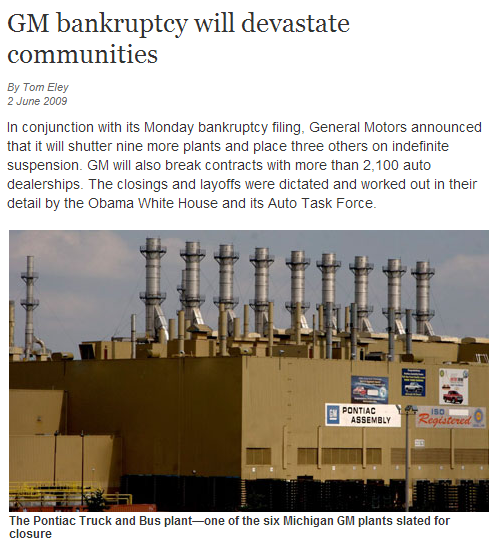 GM bankruptcy will devastate
communities
By Tom Eley
2 June 2009
In conjunction with its Monday bankruptcy filing, General Motors announced
that it will shutter nine more plants and place three others on indefinite
suspension. GM will also break contracts with more than 2,100 auto
dealerships. The closings and layoffs were dictated and worked out in their
detail by the Obama White House and its Auto Task Force.
GM
PONTIAC
ASSEMBLY
ISO
Registered
The Pontiac Truck and Bus plant—one of the six Michigan GM plants slated for
closure